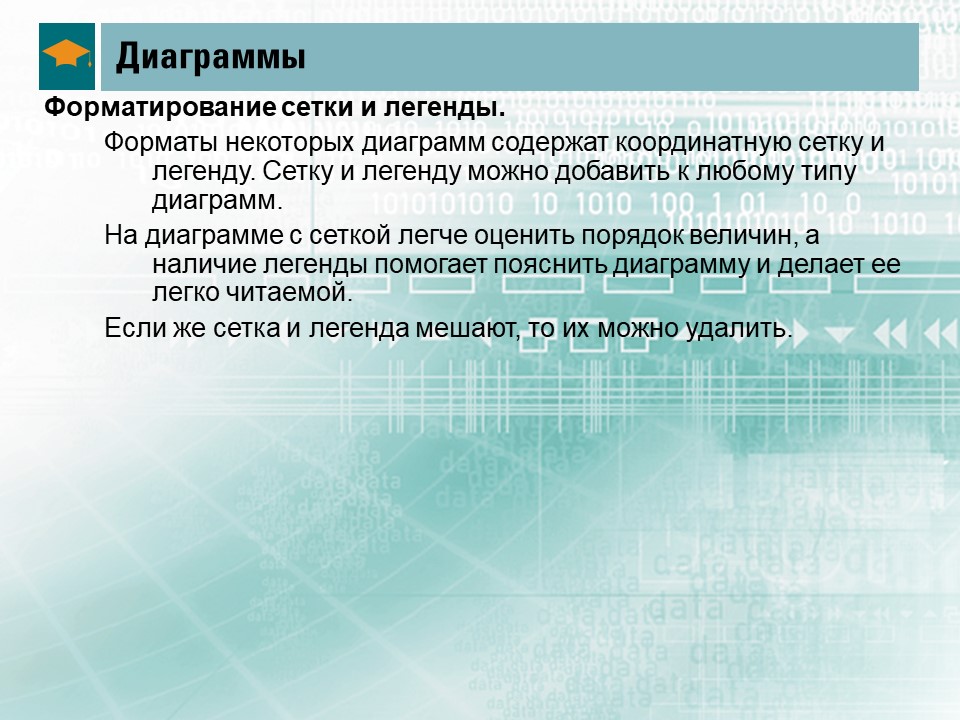 Диаграммы
Форматирование сетки и легенды.
Форматы некоторых диаграмм содержат координатную сетку и
легенду. Сетку и легенду можно добавить к любому типу
диаграмм.
На диаграмме с сеткой легче оценить порядок величин, а
наличие легенды помогает пояснить диаграмму и делает ее
легко читаемой.
Если же сетка и легенда мешают, то их можно удалить.